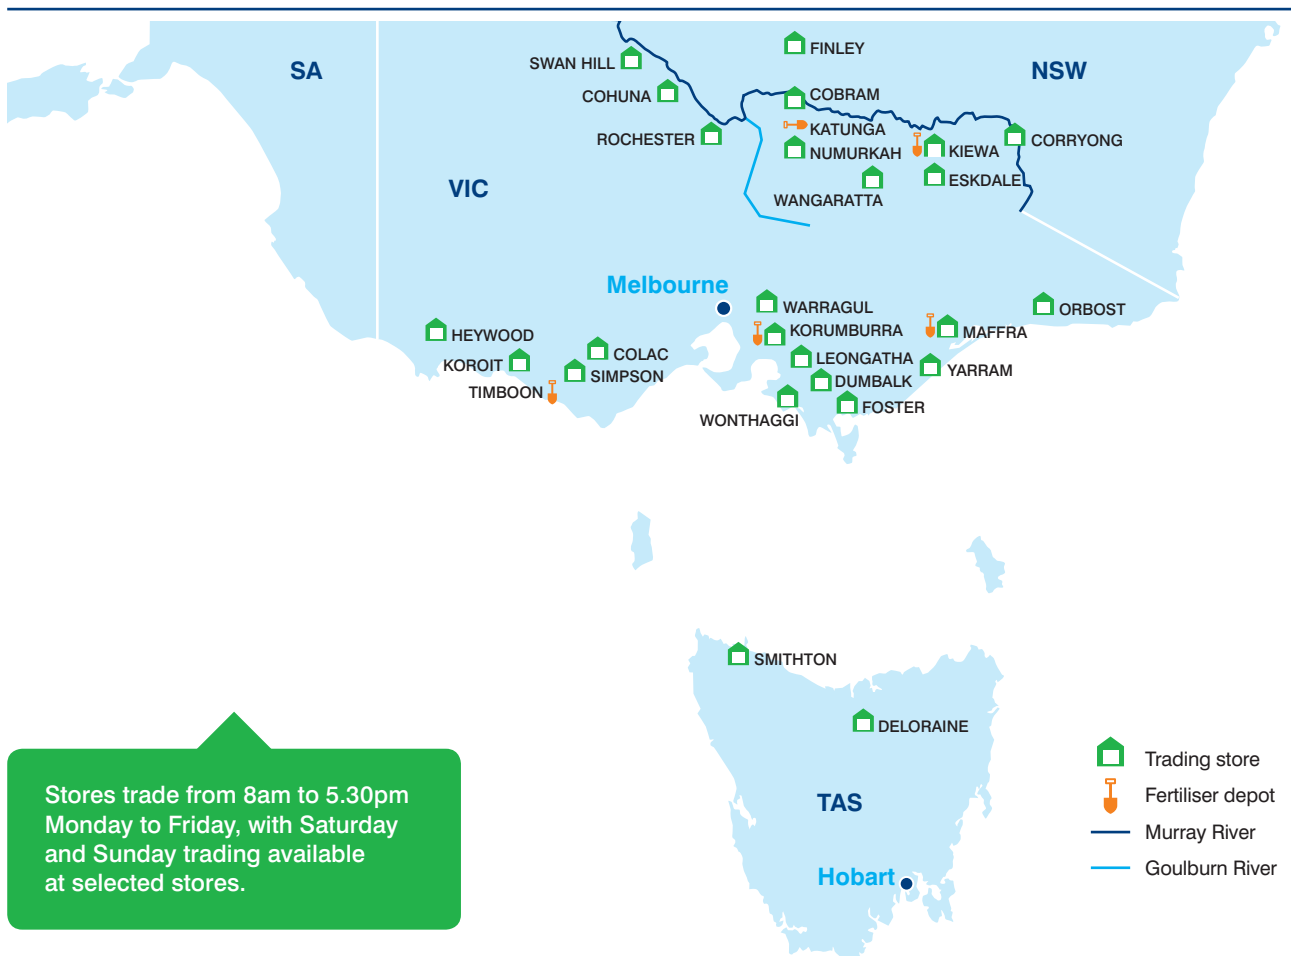 SA
NSW
FINLEY
SWAN HILL
COHUNA
COBRAM
KATUNGA
ROCHESTER
NUMURKAH
KIEWA
CORRYONG
ESKDALE
WANGARATTA
VIC
Melbourne
WARRAGUL
ORBOST
HEYWOOD
KORUMBURRA
MAFFRA
KOROIT
COLAC
LEONGATHA
YARRAM
SIMPSON
DUMBALK
TIMBOON
FOSTER
WONTHAGGI
SMITHTON
DELORAINE
TAS
Hobart
Stores trade from 8am to 5.30pm
Monday to Friday, with Saturday
and Sunday trading available
at selected stores.
Trading store
Fertiliser depot
Murray River
Goulburn River